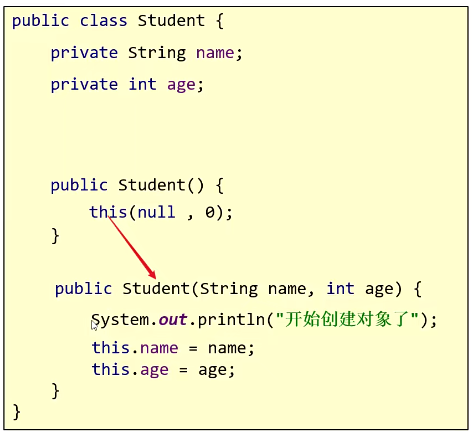 public class Student {
private String name;
private int age;
public Student() {
this(null , 0);
}
public Student(String name, int age) {
System.out.println("开始创建对象了");
this.name = name;
this.age = age;
}
}